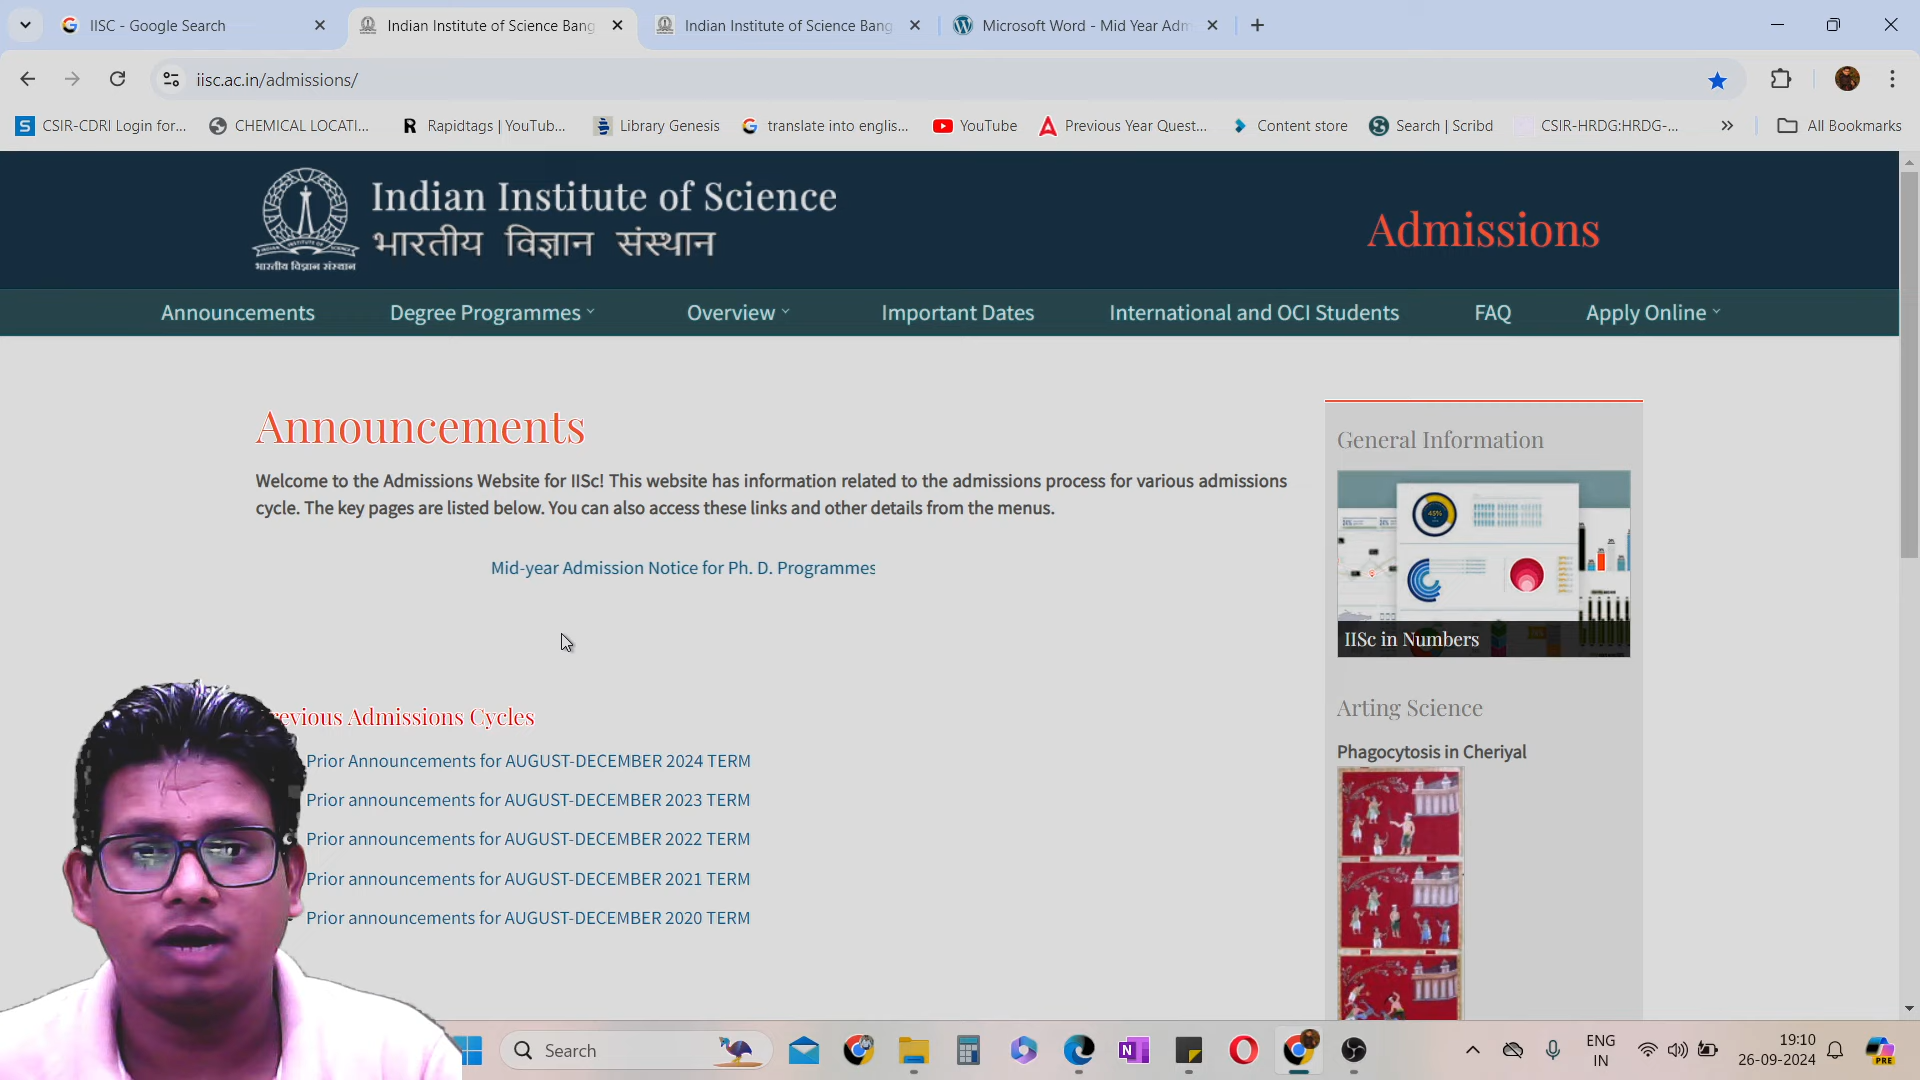 IISC - Google Search
Indian Institute of Science Bang
Indian Institute of Science Bang
Microsoft Word - Mid Year Adm
iisc.ac.in/admissions/
CSIR-CDRI Login for...
CHEMICAL LOCATI...
Rapidtags | YouTub...
Library Genesis
translate into englis...
YouTube
Previous Year Quest...
Content store
Search | Scribd
CSIR-HRDG:HRDG-...
All Bookmarks
Indian Institute of Science
भारतीय विज्ञान संस्थान
भारतीय विज्ञान संस्थान
Admissions
Announcements
Degree Programmes
Overview
Important Dates
International and OCI Students
FAQ
Apply Online
Announcements
Welcome to the Admissions Website for IISc! This website has information related to the admissions process for various admissions
cycle. The key pages are listed below. You can also access these links and other details from the menus.
Mid-year Admission Notice for Ph. D. Programmes
revious Admissions Cycles
Prior Announcements for AUGUST-DECEMBER 2024 TERM
Prior announcements for AUGUST-DECEMBER 2023 TERM
Prior announcements for AUGUST-DECEMBER 2022 TERM
Prior announcements for AUGUST-DECEMBER 2021 TERM
Prior announcements for AUGUST-DECEMBER 2020 TERM
General Information
45%
IISc in Numbers
Arting Science
Phagocytosis in Cheriyal
Search
ENG
IN
19:10
26-09-2024
PRE